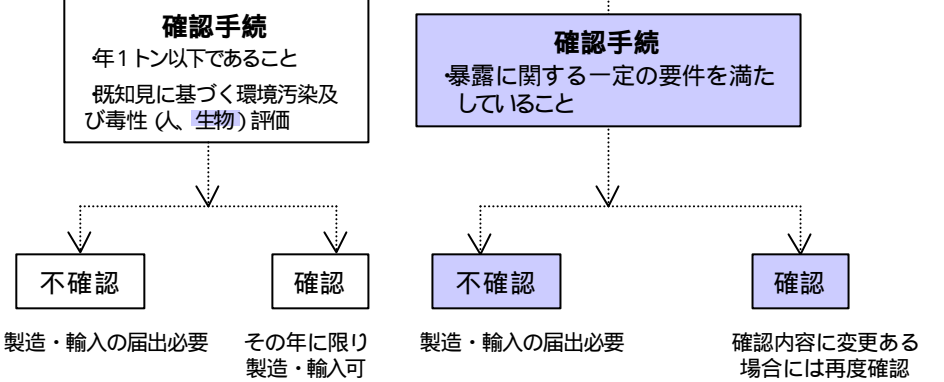 確認手続
・年1トン以下であること
・既知見に基づく環境汚染及
び毒性(人、生物)評価
確認手続
・暴露に関する一定の要件を満た
していること
不確認
確認
不確認
確認
製造・輸入の届出必要
その年に限り
製造・輸入可
製造・輸入の届出必要
確認内容に変更ある
場合には再度確認